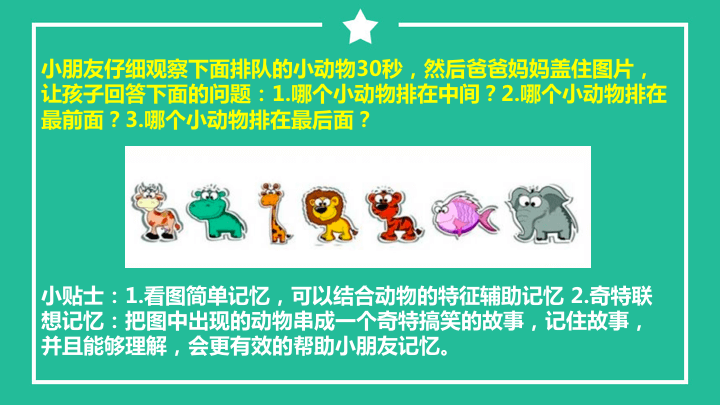 小朋友仔细观察下面排队的小动物30秒，然后爸爸妈妈盖住图片，
让孩子回答下面的问题：1.哪个小动物排在中间？2.哪个小动物排在
最前面？3.哪个小动物排在最后面？
小贴士：1.看图简单记忆，可以结合动物的特征辅助记忆 2.奇特联
想记忆：把图中出现的动物串成一个奇特搞笑的故事，记住故事，
并且能够理解，会更有效的帮助小朋友记忆。